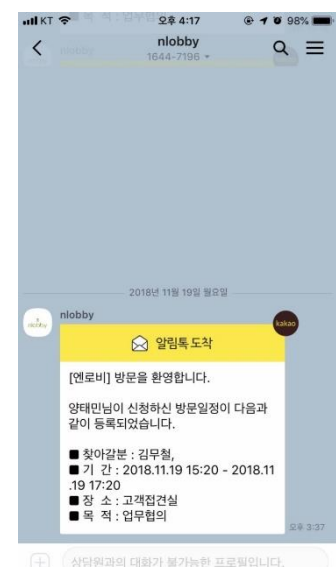 KT 오후 4:17 98%
nlobby
1644-7196
2018년 11월 19일 월요일
nlobby
nlobby
kakao
알림톡 도착
[엔로비] 방문을 환영합니다.
양태민님이 신청하신 방문일정이 다음과
같이 등록되었습니다.
■ 찾아갈분 : 김무철,
■ 기 간 : 2018.11.19 15:20 - 2018.11
.19 17:20
■ 장 소 : 고객접견실
■ 목 적 : 업무협의
오후 3:37
상담원과의 대화가 불가능한 프로필입니다.